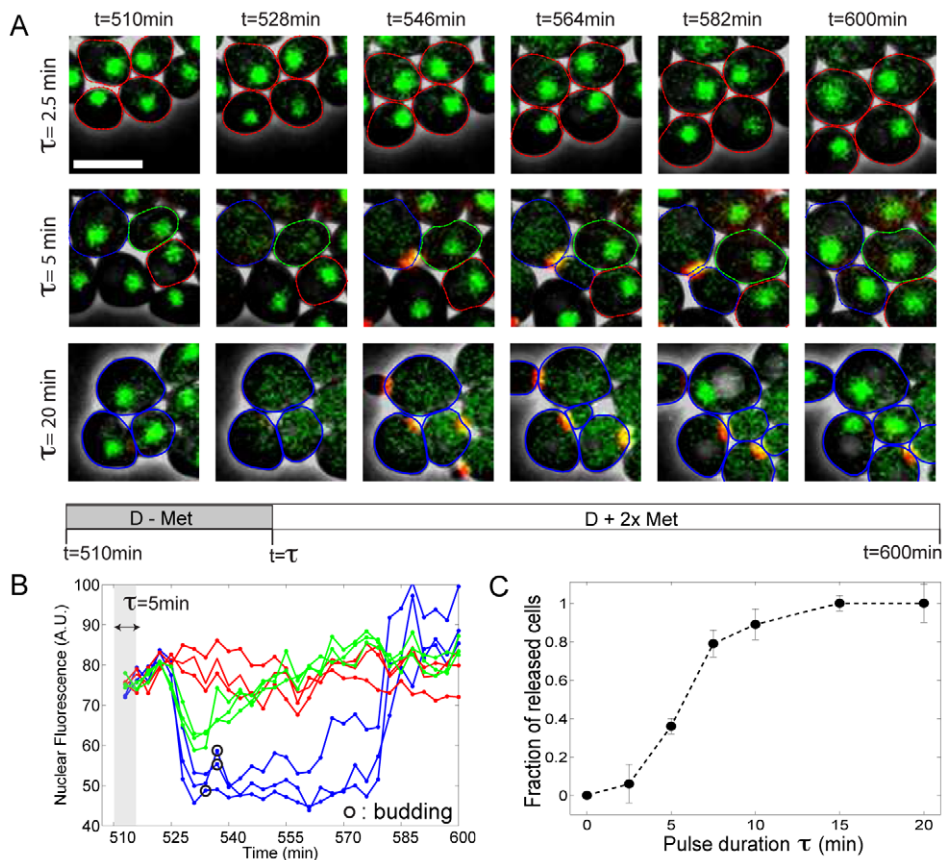 A
t=510min t=528min t=546min t=564min t=582min t=600min
τ= 2.5 min
τ= 5 min
τ= 20 min
D - Met D + 2x Met
t=510min t=τ t=600min
B
τ=5min
Nuclear Fluorescence (A.U.)
100
90
80
70
60
50
40
o : budding
510 525 540 555 570 585 600
Time (min)
C
Fraction of released cells
1
0.8
0.6
0.4
0.2
0
0 5 10 15 20
Pulse duration τ (min)